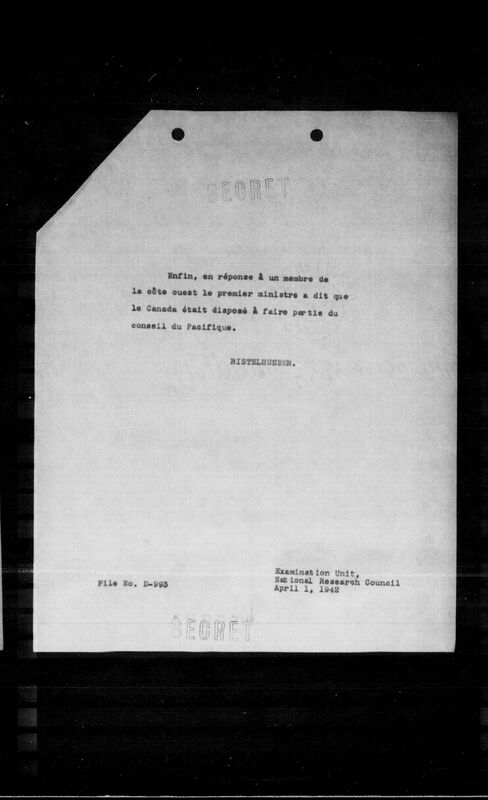 SECRET
Enfin, en réponse à un membre de
la côte ouest le premier ministre a dit que
le Canada était disposé à faire partie du
conseil du Pacifique.
RISTELHUEBER.
Examination Unit,
National Research Council
April 1, 1942
File No. D-993
SECRET